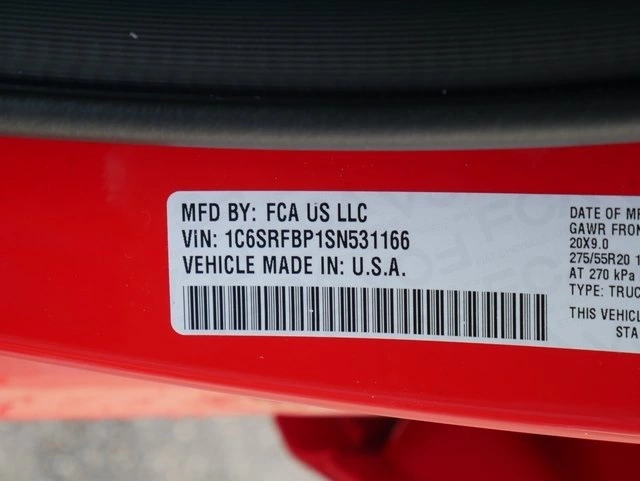 MFD BY: FCA US LLC
VIN: 1C6SRFBP1SN531166
VEHICLE MADE IN: U.S.A.
DATE OF
GAWR FRON
20X9.0
275/55R20 1
AT 270 kPa
TYPE: TRUC
THIS VEHICL
STA